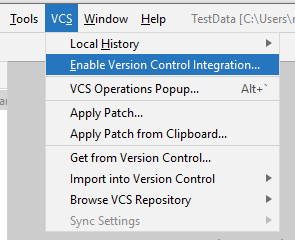 Tools VCS Window Help TestData [C:\Users\
Local History
Enable Version Control Integration...
VCS Operations Popup... Alt+`
Apply Patch...
Apply Patch from Clipboard...
Get from Version Control...
Import into Version Control
Browse VCS Repository
Sync Settings